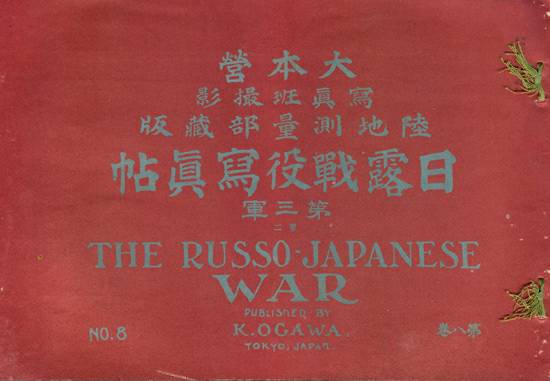 大本營
寫眞班撮影
陸地測量部藏版
日露戰役寫眞帖
第三軍
THE RUSSO-JAPANESE
WAR
PUBLISHED BY
K. OGAWA.
TOKYO, JAPAN.
NO. 8
第八卷